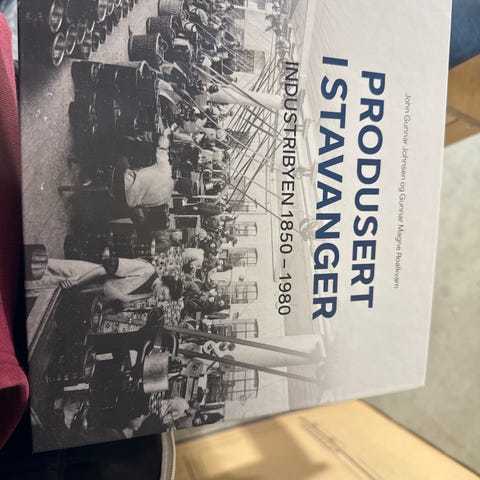 John Gunnar Johnsen og Gunnar Magne Roalkvam
PRODUSERT
I STAVANGER
INDUSTRIBYEN 1850 – 1980